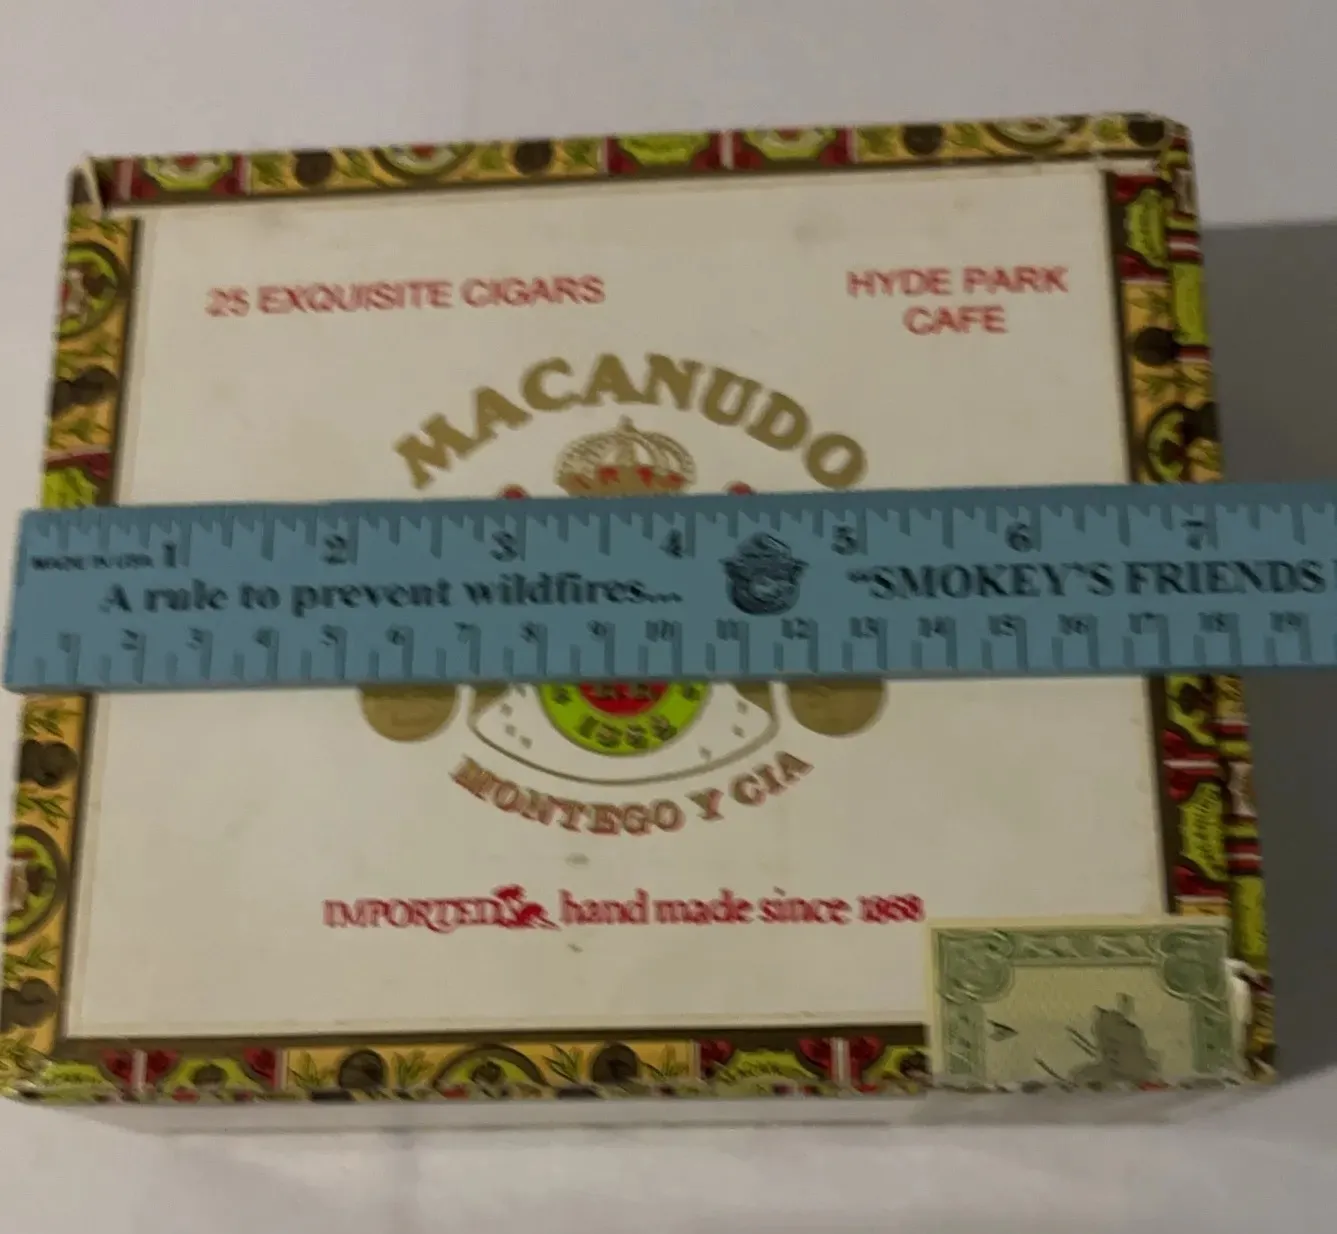 25 EXQUISITE CIGARS
HYDE PARK
CAFE
MACANUDO
1 2 3 4 5 6 7
MADE IN USA
A rule to prevent wildfires... "SMOKEY'S FRIENDS
1 2 3 4 5 6 7 8 9 10 11 12 13 14 15 16 17 18 19
1868
MONTEGO Y CIA
IMPORTED hand made since 1868